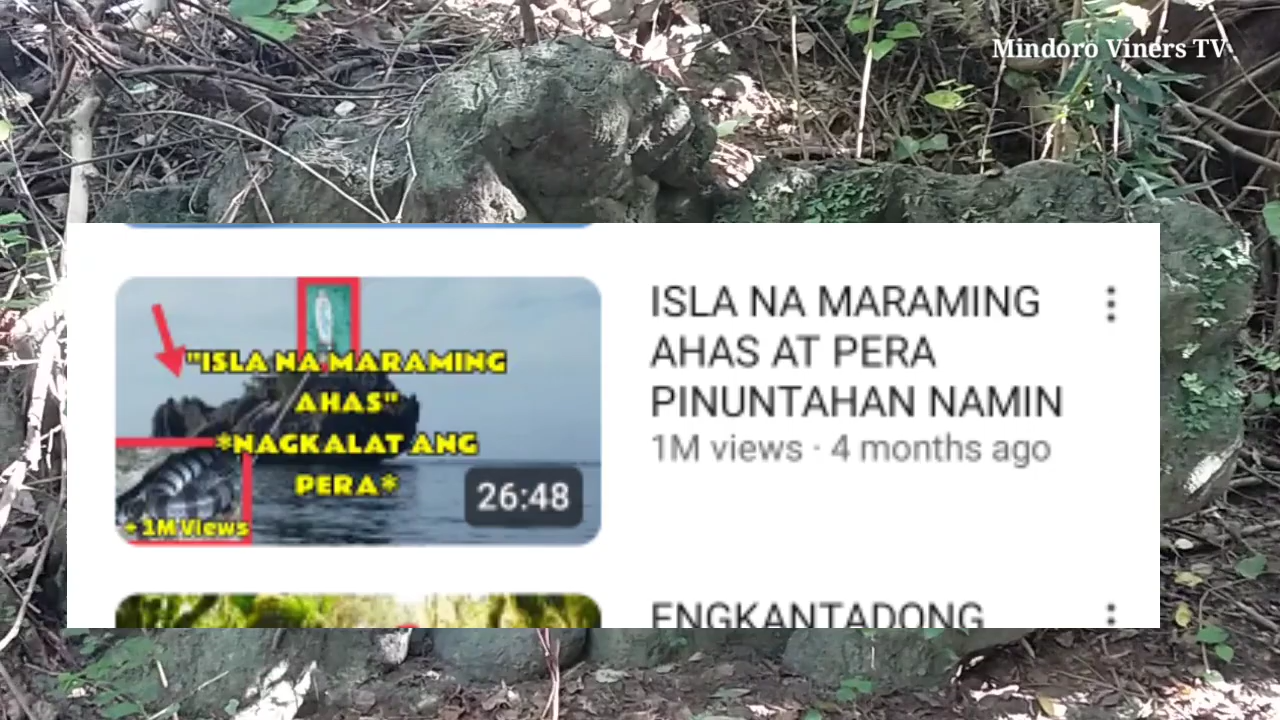 Mindoro Viners TV
"ISLA NA MARAMING
AHAS"
*NAGKALAT ANG
PERA*
+ 1M Views
26:48
ISLA NA MARAMING
AHAS AT PERA
PINUNTAHAN NAMIN
1M views · 4 months ago
ENGKANTADONG